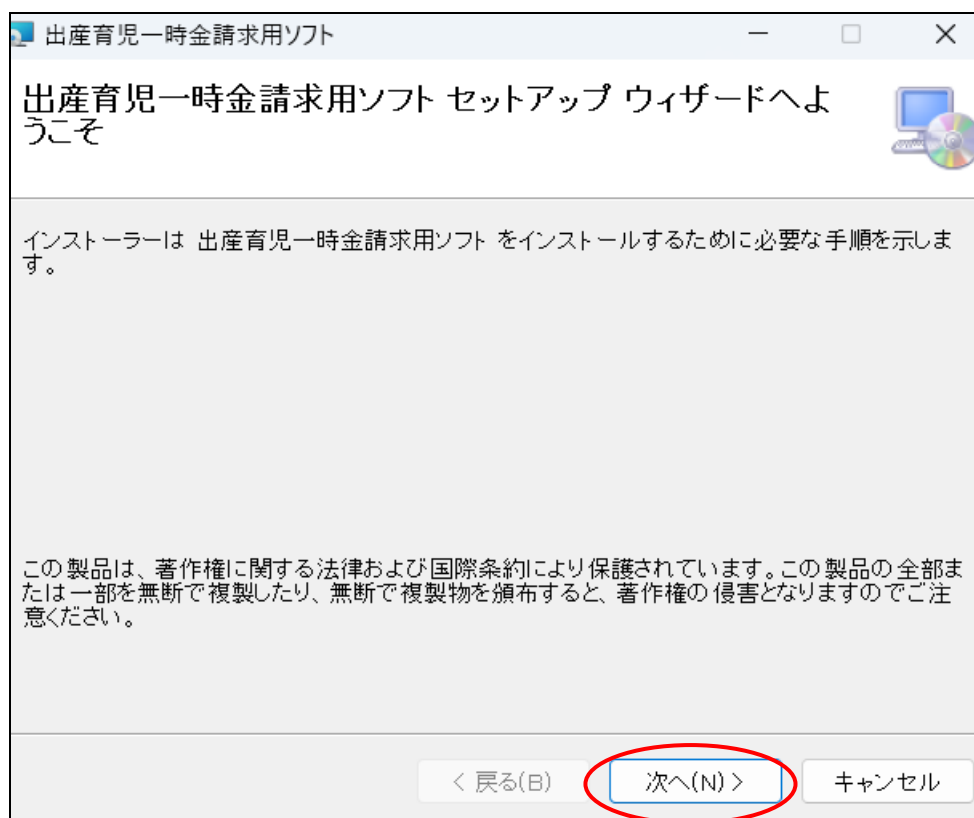 出産育児一時金請求用ソフト
出産育児一時金請求用ソフト セットアップ ウィザードへよ
うこそ
インストーラーは 出産育児一時金請求用ソフト をインストールするために必要な手順を示しま
す。
この製品は、著作権に関する法律および国際条約により保護されています。この製品の全部ま
たは一部を無断で複製したり、無断で複製物を頒布すると、著作権の侵害となりますのでご注
意ください。
< 戻る(B) 次へ(N) > キャンセル